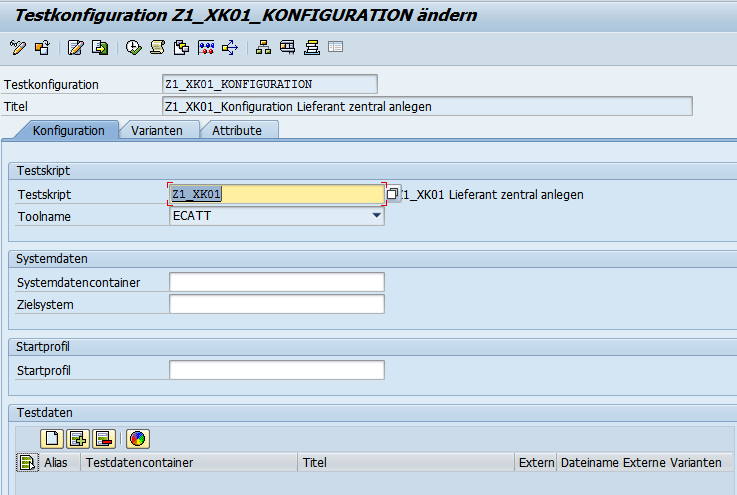 Testkonfiguration Z1_XK01_KONFIGURATION ändern
Testkonfiguration Z1_XK01_KONFIGURATION
Titel Z1_XK01_Konfiguration Lieferant zentral anlegen
Konfiguration Varianten Attribute
Testskript
Testskript Z1_XK01 1_XK01 Lieferant zentral anlegen
Toolname ECATT
Systemdaten
Systemdatencontainer
Zielsystem
Startprofil
Startprofil
Testdaten
Alias Testdatencontainer Titel Extern Dateiname Externe Varianten